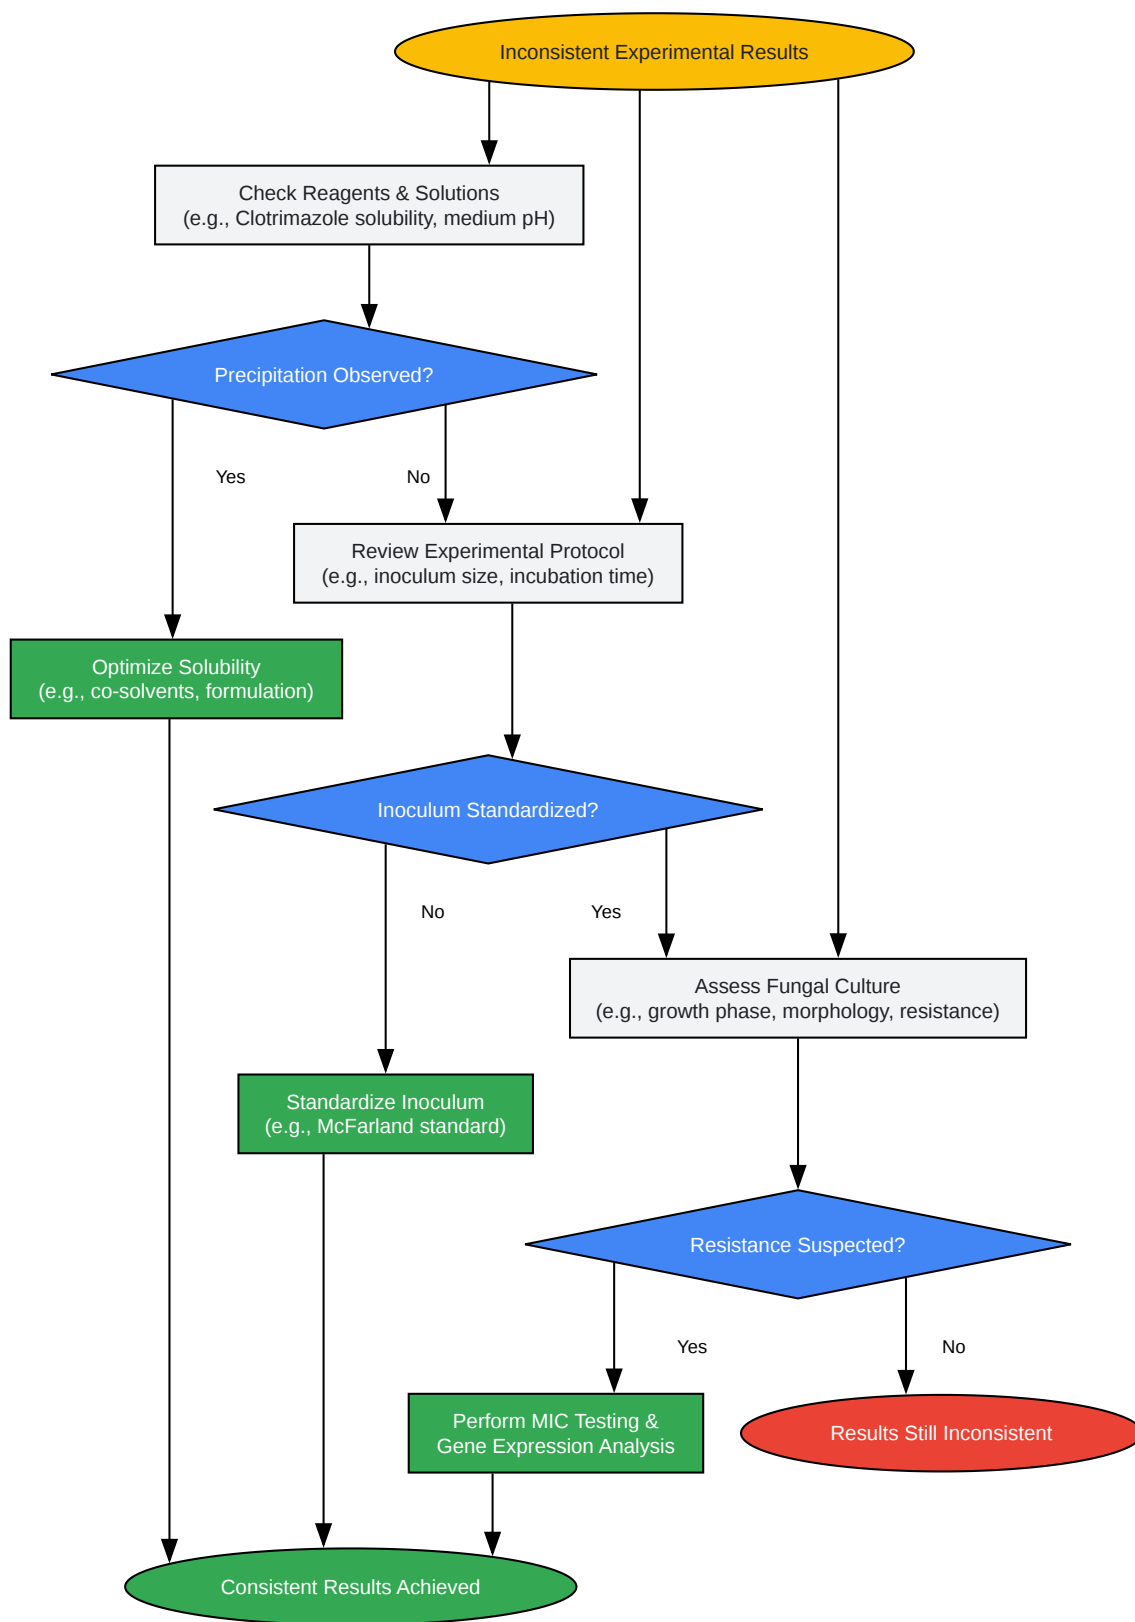 Inconsistent Experimental Results
Check Reagents & Solutions
(e.g., Clotrimazole solubility, medium pH)
Precipitation Observed?
Yes
No
Review Experimental Protocol
(e.g., inoculum size, incubation time)
Optimize Solubility
(e.g., co-solvents, formulation)
Inoculum Standardized?
No
Yes
Assess Fungal Culture
(e.g., growth phase, morphology, resistance)
Standardize Inoculum
(e.g., McFarland standard)
Resistance Suspected?
Yes
No
Perform MIC Testing &
Gene Expression Analysis
Results Still Inconsistent
Consistent Results Achieved